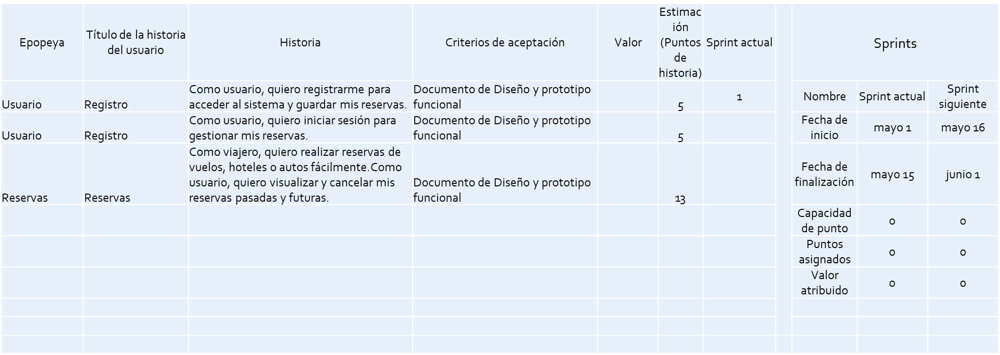 Epopeya
Título de la historia
del usuario
Historia
Criterios de aceptación
Valor
Estimac
ión
(Puntos
de
historia)
Sprint actual
Sprints
Usuario
Registro
Como usuario, quiero registrarme para
acceder al sistema y guardar mis reservas.
Documento de Diseño y prototipo
funcional
5
1
Nombre
Sprint actual
Sprint
siguiente
Usuario
Registro
Como usuario, quiero iniciar sesión para
gestionar mis reservas.
Documento de Diseño y prototipo
funcional
5
Fecha de
inicio
mayo 1
mayo 16
Reservas
Reservas
Como viajero, quiero realizar reservas de
vuelos, hoteles o autos fácilmente.Como
usuario, quiero visualizar y cancelar mis
reservas pasadas y futuras.
Documento de Diseño y prototipo
funcional
13
Fecha de
finalización
mayo 15
junio 1
Capacidad
de punto
0
0
Puntos
asignados
0
0
Valor
atribuido
0
0